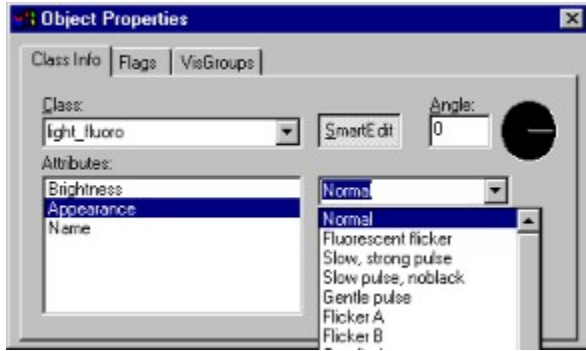 Object Properties
Class Info Flags VisGroups
Class: Angle:
light_fluoro SmartEdit 0
Attributes:
Brightness Normal
Appearance Normal
Name Fluorescent flicker
Slow, strong pulse
Slow pulse, noblack
Gentle pulse
Flicker A
Flicker B